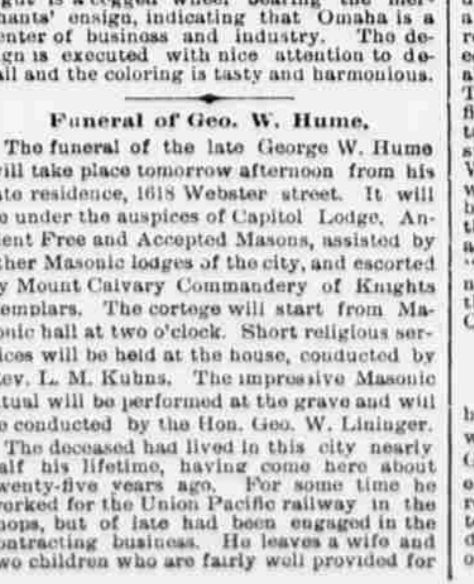 chants' ensign, indicating that Omaha is a
enter of business and industry. The de-
ign is executed with nice attention to de-
ail and the coloring is tasty and harmonious.
Funeral of Geo. W. Hume.
The funeral of the late George W. Hume
vill take place tomorrow afternoon from his
ate residence, 1618 Webster street. It will
e under the auspices of Capitol Lodge, An-
ient Free and Accepted Masons, assisted by
ther Masonic lodges of the city, and escorted
y Mount Calvary Commandery of Knights
emplars. The cortege will start from Ma-
onic hall at two o'clock. Short religious ser-
ices will be held at the house, conducted by
ev. L. M. Kuhns. The impressive Masonic
itual will be performed at the grave and will
e conducted by the Hon. Geo. W. Lininger.
The deceased had lived in this city nearly
alf his lifetime, having come here about
wenty-five years ago. For some time he
orked for the Union Pacific railway in the
hops, but of late had been engaged in the
ontracting business. He leaves a wife and
wo children who are fairly well provided for